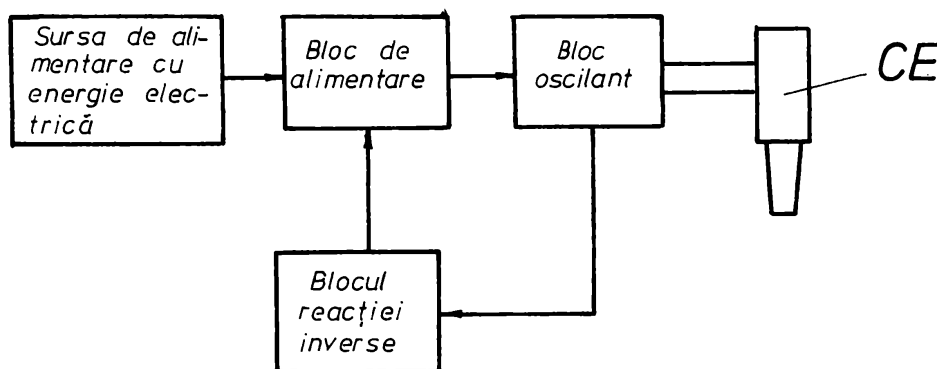 Sursa de ali-
mentare cu
energie elec-
trică
Bloc de
alimentare
Bloc
oscilant
CE
Blocul
reacției
inverse